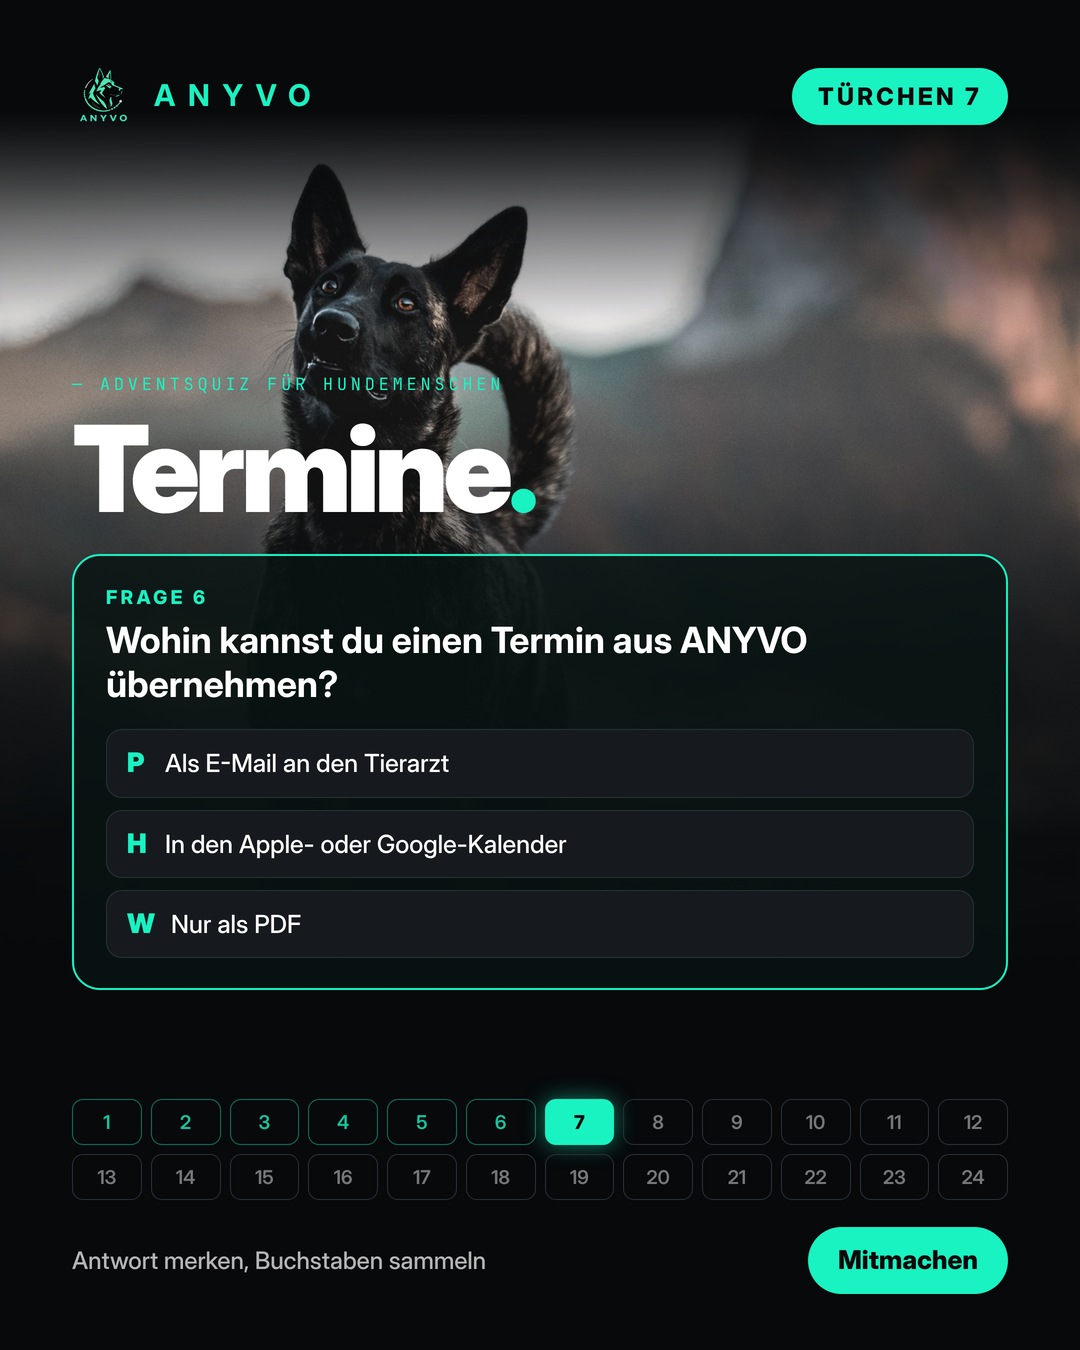 ANYVO
ANYVO
TÜRCHEN 7
– ADVENTSQUIZ FÜR HUNDEMENSCHEN
Termine.
FRAGE 6
Wohin kannst du einen Termin aus ANYVO
übernehmen?
P Als E-Mail an den Tierarzt
H In den Apple- oder Google-Kalender
W Nur als PDF
1 2 3 4 5 6 7 8 9 10 11 12
13 14 15 16 17 18 19 20 21 22 23 24
Antwort merken, Buchstaben sammeln
Mitmachen